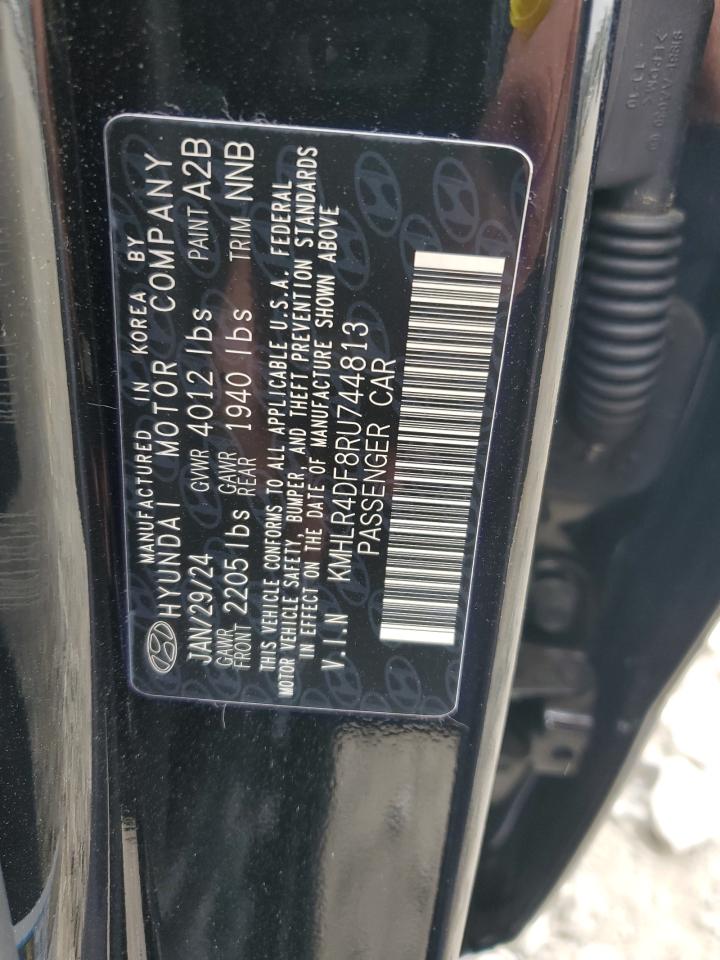 MANUFACTURED IN KOREA BY
HYUNDAI MOTOR COMPANY
JAN/29/24 GVWR 4012 lbs PAINT A2B
GAWR FRONT 2205 lbs GAWR REAR 1940 lbs TRIM NNB
THIS VEHICLE CONFORMS TO ALL APPLICABLE U.S.A. FEDERAL
MOTOR VEHICLE SAFETY, BUMPER, AND THEFT PREVENTION STANDARDS
IN EFFECT ON THE DATE OF MANUFACTURE SHOWN ABOVE
V.I.N KMHLR4DF8RU744813
PASSENGER CAR